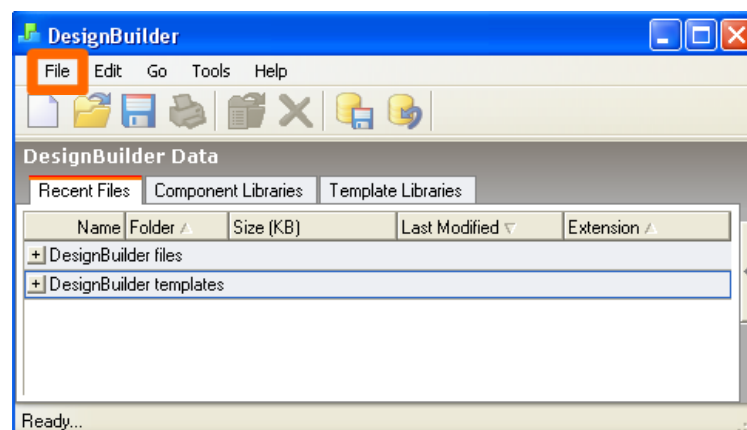 DesignBuilder
File Edit Go Tools Help
DesignBuilder Data
Recent Files Component Libraries Template Libraries
Name Folder Size (KB) Last Modified Extension
DesignBuilder files
DesignBuilder templates
Ready...